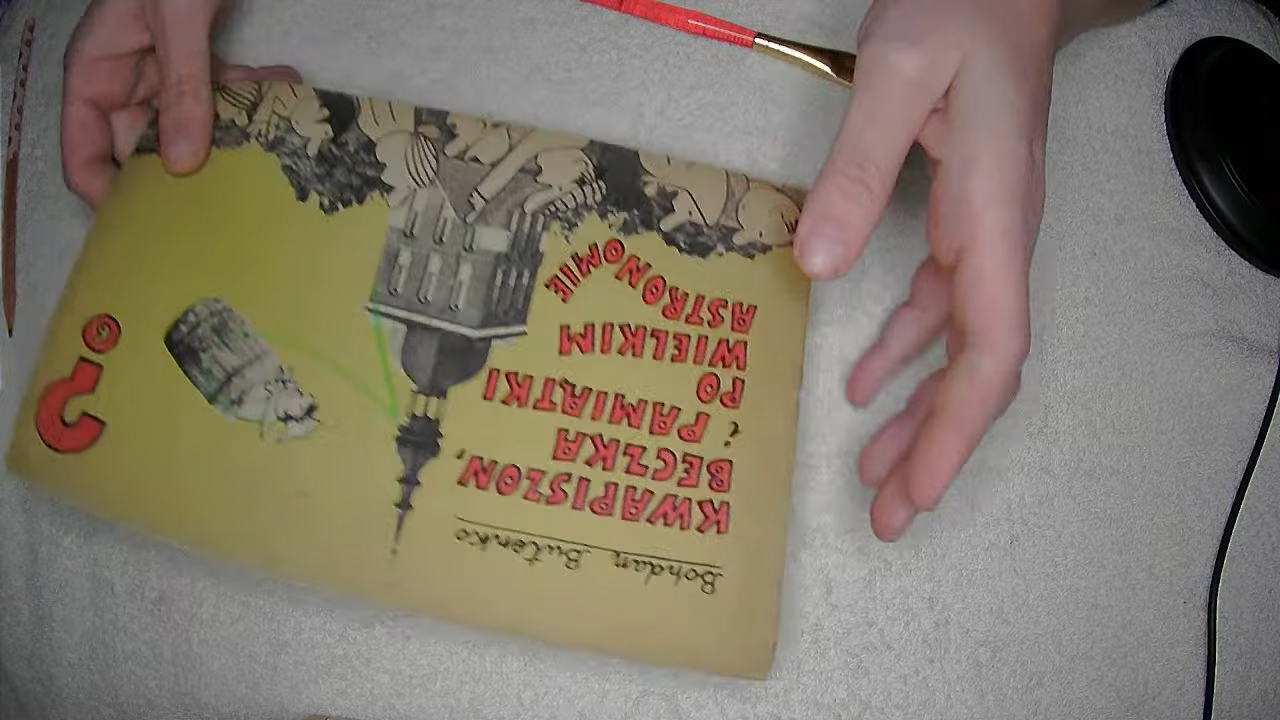 Bohdan Butenko
KWAPISZON,
BECZKA
i PAMIĄTKI
PO
WIELKIM
ASTRONOMIE
?